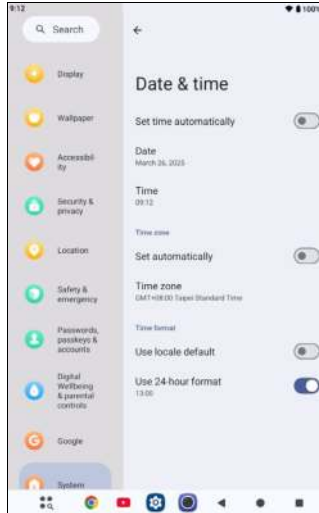 9:12
100%
Search
Display
Wallpaper
Accessibil
ity
Security &
privacy
Location
Safety &
emergency
Passwords,
passkeys &
accounts
Digital
Wellbeing
& parental
controls
Google
System
Date & time
Set time automatically
Date
March 26, 2025
Time
09:12
Time zone
Set automatically
Time zone
GMT+08:00 Taipei Standard Time
Time format
Use locale default
Use 24-hour format
13:00